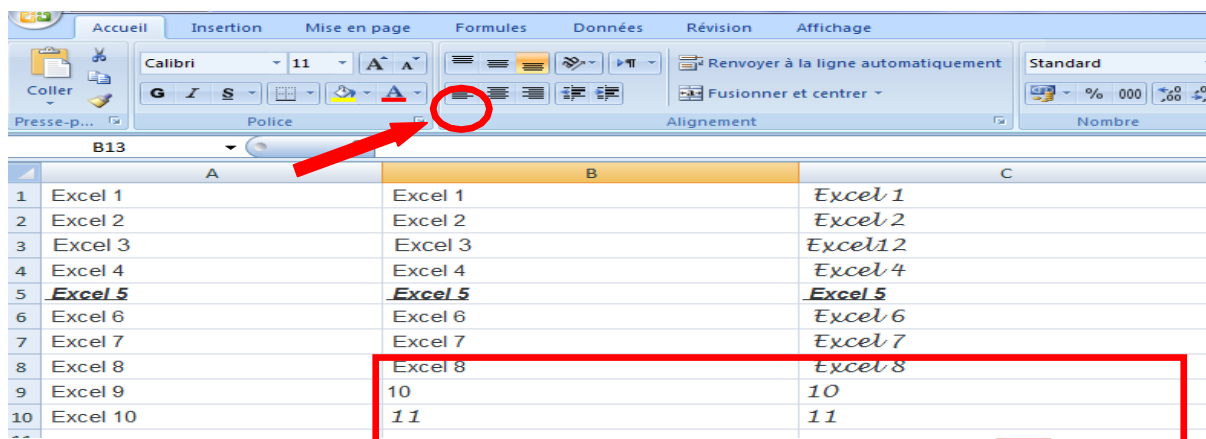 Accueil Insertion Mise en page Formules Données Révision Affichage
Calibri 11 A A Renvoyer à la ligne automatiquement Standard
Coller G I S A Fusionner et centrer % 000
Presse-p... Police Alignement Nombre
B13
A B C
1 Excel 1 Excel 1 Excel 1
2 Excel 2 Excel 2 Excel 2
3 Excel 3 Excel 3 Excel12
4 Excel 4 Excel 4 Excel 4
5 Excel 5 Excel 5 Excel 5
6 Excel 6 Excel 6 Excel 6
7 Excel 7 Excel 7 Excel 7
8 Excel 8 Excel 8 Excel 8
9 Excel 9 10 10
10 Excel 10 11 11